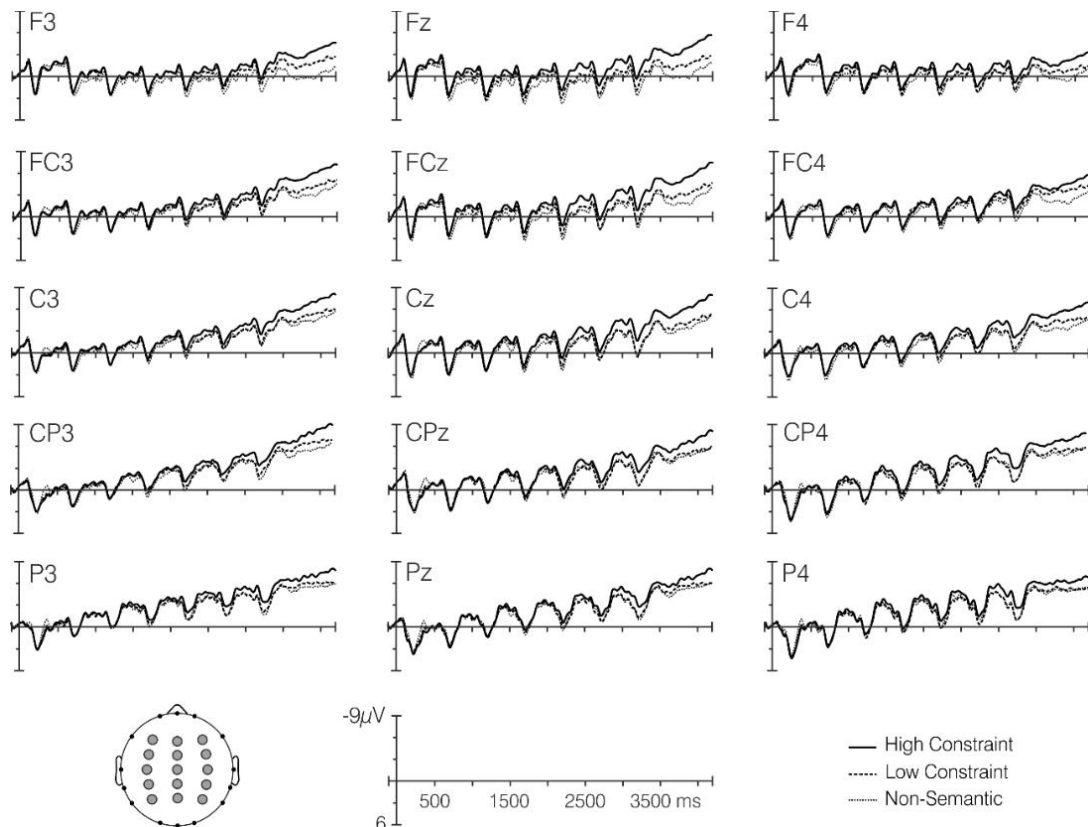 F3
Fz
F4
FC3
FCz
FC4
C3
Cz
C4
CP3
CPz
CP4
P3
Pz
P4
-9μV
500 1500 2500 3500 ms
6
High Constraint
Low Constraint
Non-Semantic